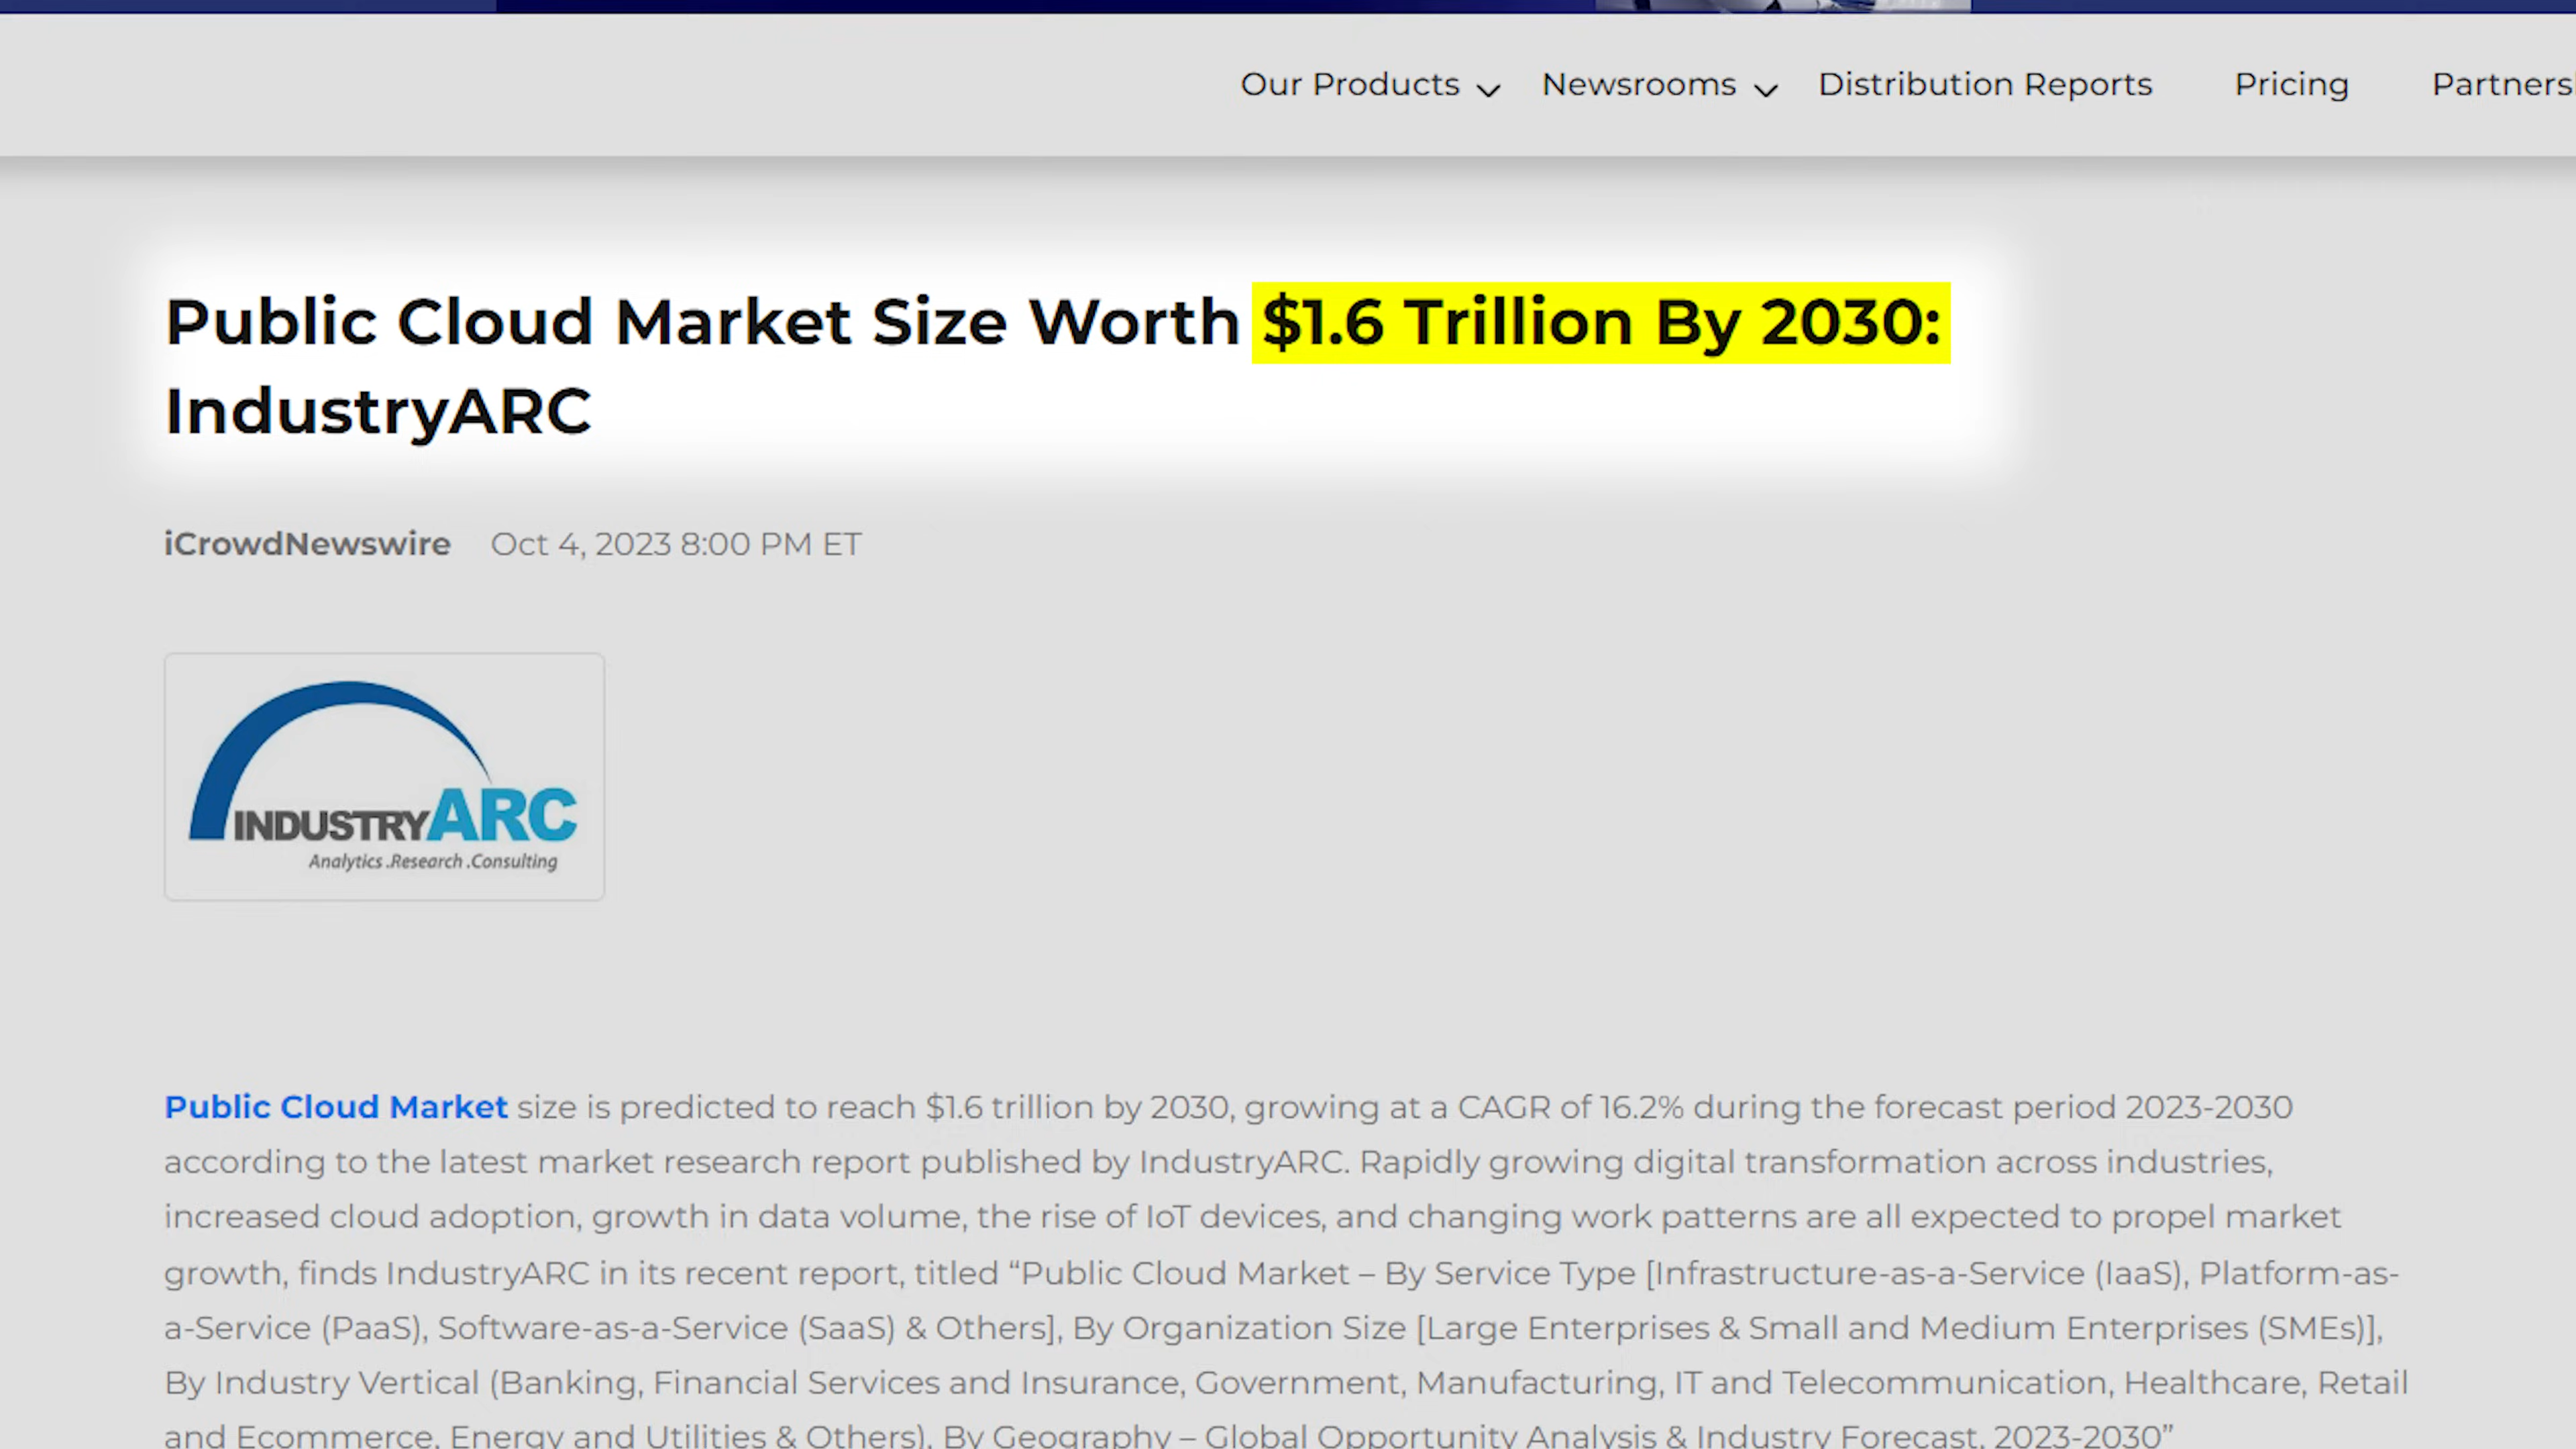 Our Products Newsrooms Distribution Reports Pricing Partners
Public Cloud Market Size Worth $1.6 Trillion By 2030:
IndustryARC
iCrowdNewswire Oct 4, 2023 8:00 PM ET
INDUSTRYARC
Analytics.Research.Consulting
Public Cloud Market size is predicted to reach $1.6 trillion by 2030, growing at a CAGR of 16.2% during the forecast period 2023-2030
according to the latest market research report published by IndustryARC. Rapidly growing digital transformation across industries,
increased cloud adoption, growth in data volume, the rise of IoT devices, and changing work patterns are all expected to propel market
growth, finds IndustryARC in its recent report, titled “Public Cloud Market – By Service Type [Infrastructure-as-a-Service (IaaS), Platform-as-
a-Service (PaaS), Software-as-a-Service (SaaS) & Others], By Organization Size [Large Enterprises & Small and Medium Enterprises (SMEs)],
By Industry Vertical (Banking, Financial Services and Insurance, Government, Manufacturing, IT and Telecommunication, Healthcare, Retail
and Ecommerce, Energy and Utilities & Others), By Geography – Global Opportunity Analysis & Industry Forecast, 2023-2030”